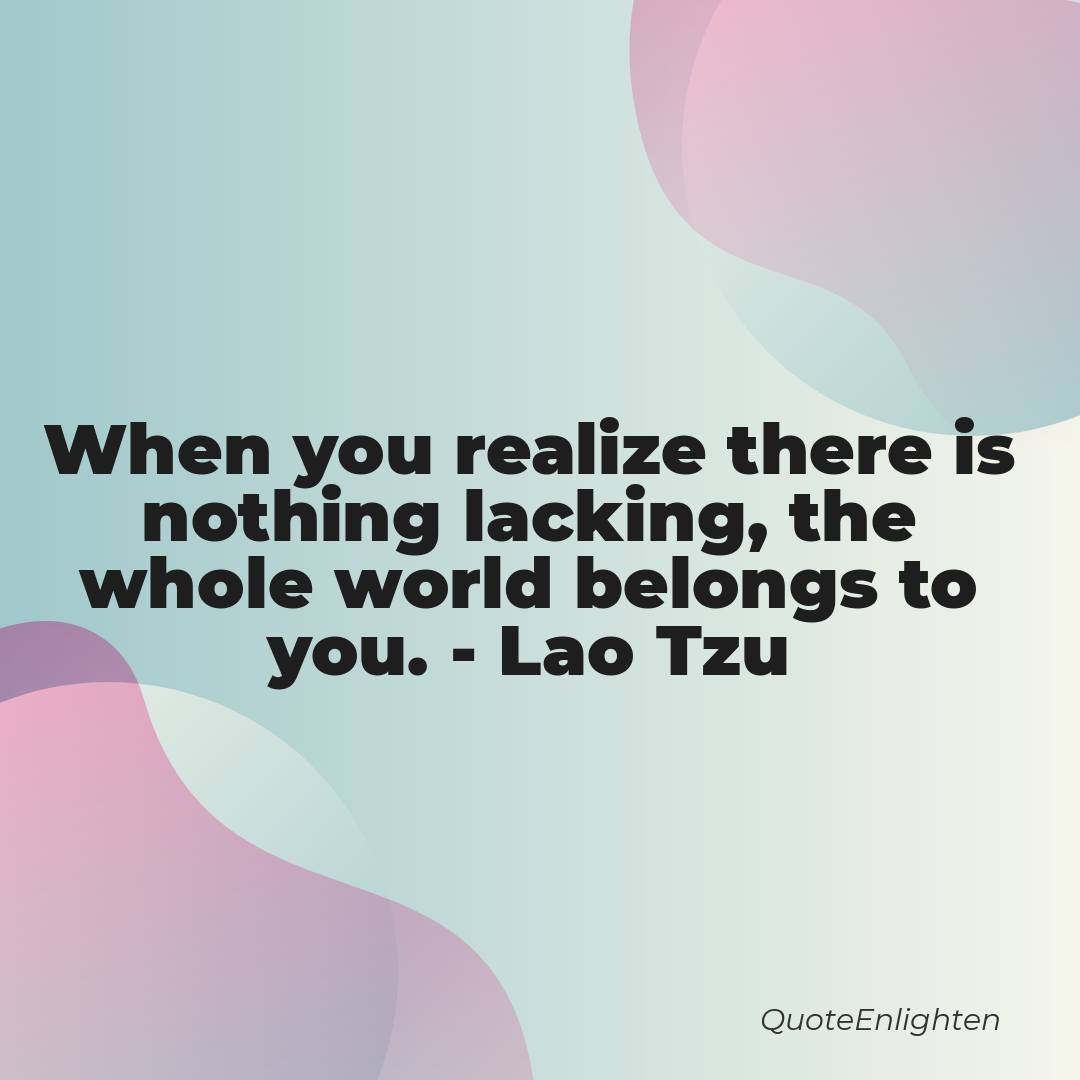 When you realize there is
nothing lacking, the
whole world belongs to
you. - Lao Tzu
QuoteEnlighten